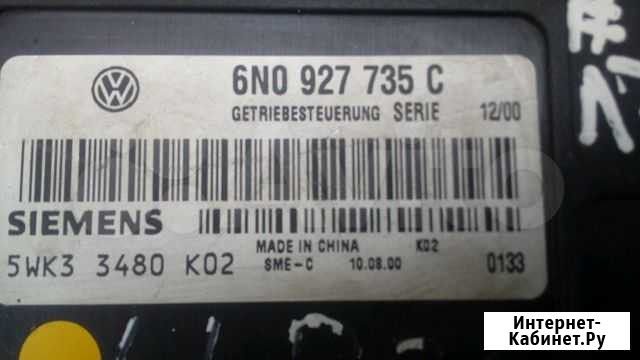 6N0 927 735 C
GETRIEBESTEUERUNG SERIE 12/00
SIEMENS
MADE IN CHINA K02
5WK3 3480 K02 SME-C 10.08.00 0133
Интернет-
Кабинет.Ру